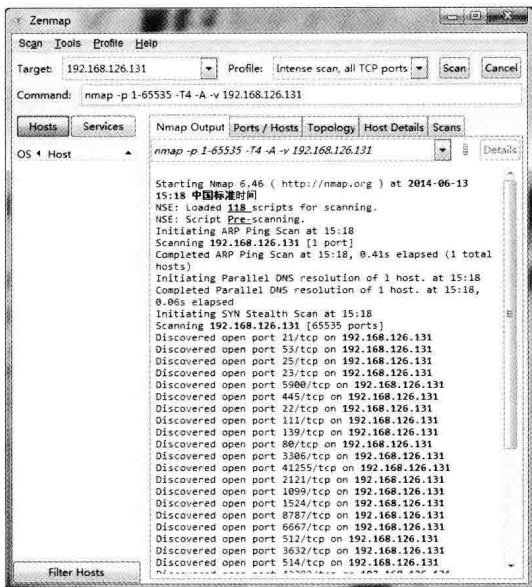 Zenmap
Scan Tools Profile Help
Target: 192.168.126.131 Profile: Intense scan, all TCP ports Scan Cancel
Command: nmap -p 1-65535 -T4 -A -v 192.168.126.131
Hosts Services Nmap Output Ports / Hosts Topology Host Details Scans
OS Host nmap -p 1-65535 -T4 -A -v 192.168.126.131 Details
Starting Nmap 6.46 ( http://nmap.org ) at 2014-06-13
15:18 中国标准时间
NSE: Loaded 118 scripts for scanning.
NSE: Script Pre-scanning.
Initiating ARP Ping Scan at 15:18
Scanning 192.168.126.131 [1 port]
Completed ARP Ping Scan at 15:18, 0.41s elapsed (1 total
hosts)
Initiating Parallel DNS resolution of 1 host. at 15:18
Completed Parallel DNS resolution of 1 host. at 15:18,
0.06s elapsed
Initiating SYN Stealth Scan at 15:18
Scanning 192.168.126.131 [65535 ports]
Discovered open port 21/tcp on 192.168.126.131
Discovered open port 53/tcp on 192.168.126.131
Discovered open port 25/tcp on 192.168.126.131
Discovered open port 23/tcp on 192.168.126.131
Discovered open port 5900/tcp on 192.168.126.131
Discovered open port 445/tcp on 192.168.126.131
Discovered open port 22/tcp on 192.168.126.131
Discovered open port 111/tcp on 192.168.126.131
Discovered open port 139/tcp on 192.168.126.131
Discovered open port 80/tcp on 192.168.126.131
Discovered open port 3306/tcp on 192.168.126.131
Discovered open port 41255/tcp on 192.168.126.131
Discovered open port 2121/tcp on 192.168.126.131
Discovered open port 1099/tcp on 192.168.126.131
Discovered open port 1524/tcp on 192.168.126.131
Discovered open port 8787/tcp on 192.168.126.131
Discovered open port 6667/tcp on 192.168.126.131
Discovered open port 512/tcp on 192.168.126.131
Discovered open port 3632/tcp on 192.168.126.131
Discovered open port 514/tcp on 192.168.126.131
Filter Hosts